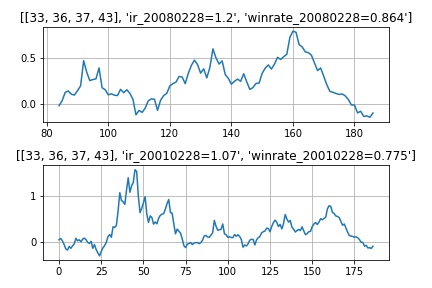 [[33, 36, 37, 43], 'ir_20080228=1.2', 'winrate_20080228=0.864']
0.5
0.0
80 100 120 140 160 180
[[33, 36, 37, 43], 'ir_20010228=1.07', 'winrate_20010228=0.775']
1
0
0 25 50 75 100 125 150 175